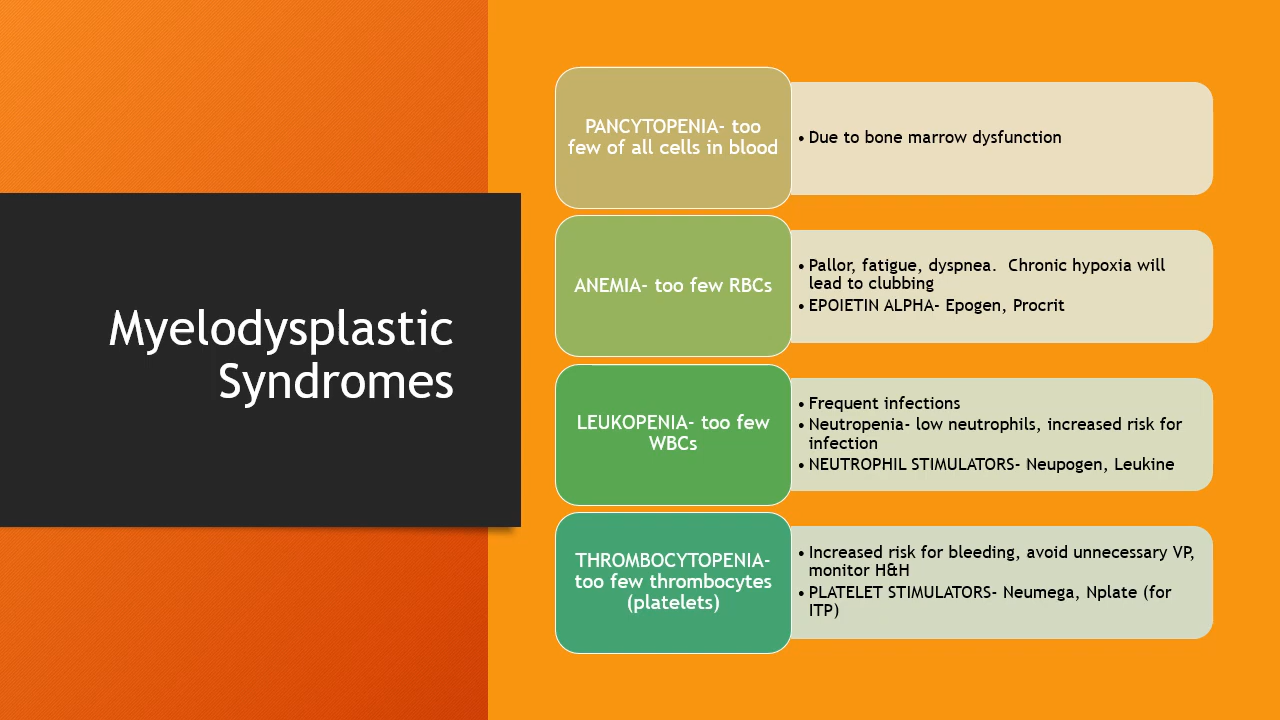 Myelodysplastic
Syndromes
PANCYTOPENIA- too
few of all cells in blood
• Due to bone marrow dysfunction
ANEMIA- too few RBCs
• Pallor, fatigue, dyspnea.  Chronic hypoxia will
lead to clubbing
• EPOIETIN ALPHA- Epogen, Procrit
LEUKOPENIA- too few
WBCs
• Frequent infections
• Neutropenia- low neutrophils, increased risk for
infection
• NEUTROPHIL STIMULATORS- Neupogen, Leukine
THROMBOCYTOPENIA-
too few thrombocytes
(platelets)
• Increased risk for bleeding, avoid unnecessary VP,
monitor H&H
• PLATELET STIMULATORS- Neumega, Nplate (for
ITP)